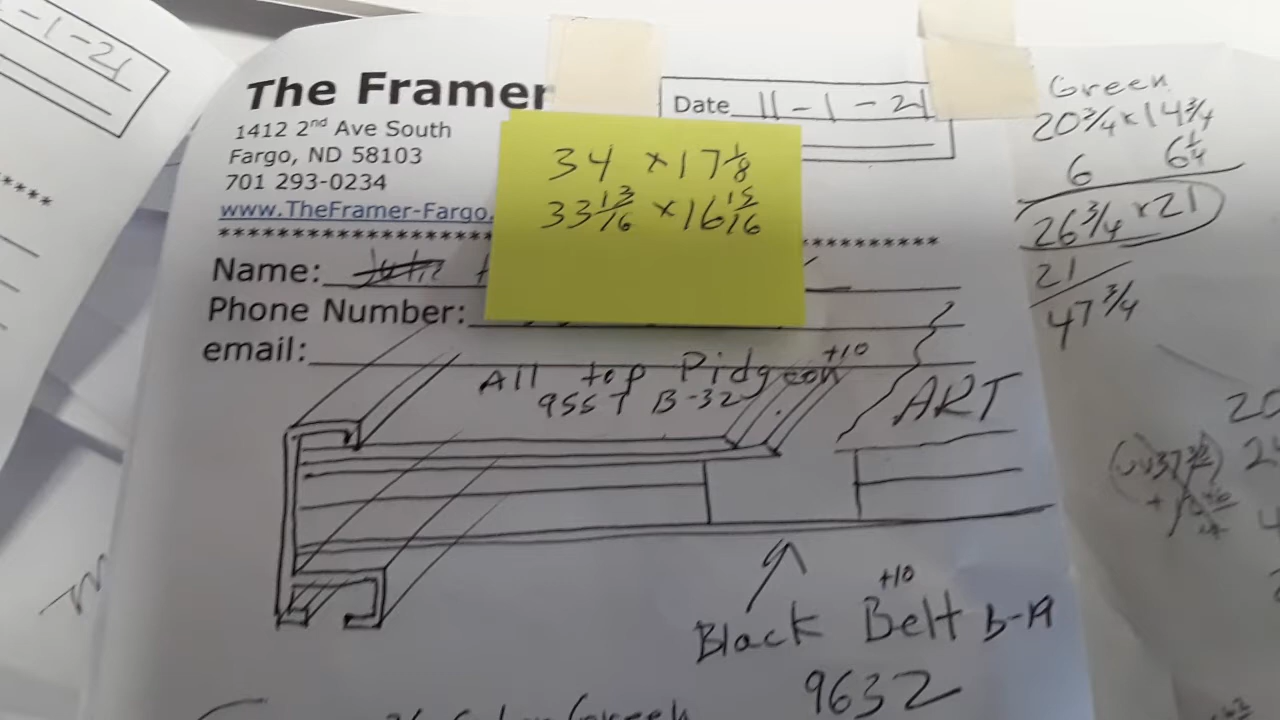 -1-21
The Framer
Date 11-1-21
1412 2nd Ave South
Fargo, ND 58103
701 293-0234
www.TheFramer-Fargo.
****************************************
34 × 17 1/8
33 13/16 × 16 15/16
Name:
Phone Number:
email:
All top Pidgeon +10
955 T B-32
ART
+10
Black Belt B-19
9632
Green
20 3/4 × 14 3/4
6 6 1/4
26 3/4 × 21
21
47 3/4